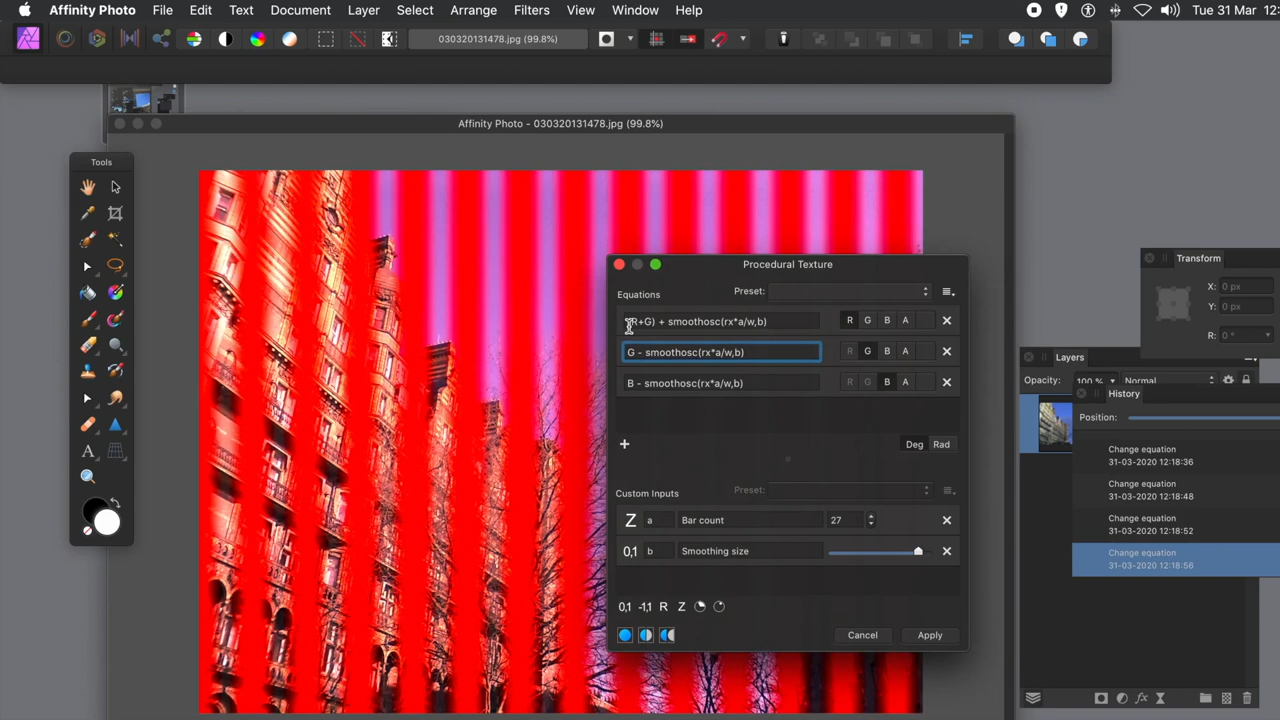 Affinity Photo File Edit Text Document Layer Select Arrange Filters View Window Help Tue 31 Mar 12:
030320131478.jpg (99.8%)
Affinity Photo - 030320131478.jpg (99.8%)
Tools
Procedural Texture
Equations Preset:
R+G) + smoothosc(rx*a/w,b) R G B A
G - smoothosc(rx*a/w,b) R G B A
B - smoothosc(rx*a/w,b) R G B A
Deg Rad
Custom Inputs Preset:
Z a Bar count 27
0,1 b Smoothing size
0,1 -1,1 R Z
Cancel Apply
Transform
X: 0 px
Y: 0 px
R: 0 °
Layers
Opacity: 100 % Normal
History
Position:
Change equation
31-03-2020 12:18:36
Change equation
31-03-2020 12:18:48
Change equation
31-03-2020 12:18:52
Change equation
31-03-2020 12:18:56
A
fx